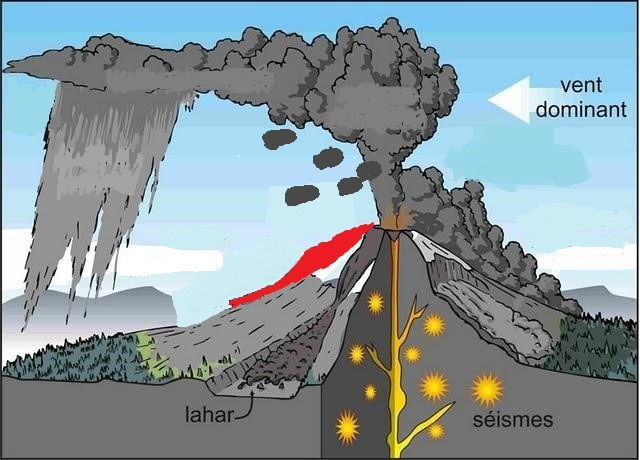 vent
dominant
lahar
séismes